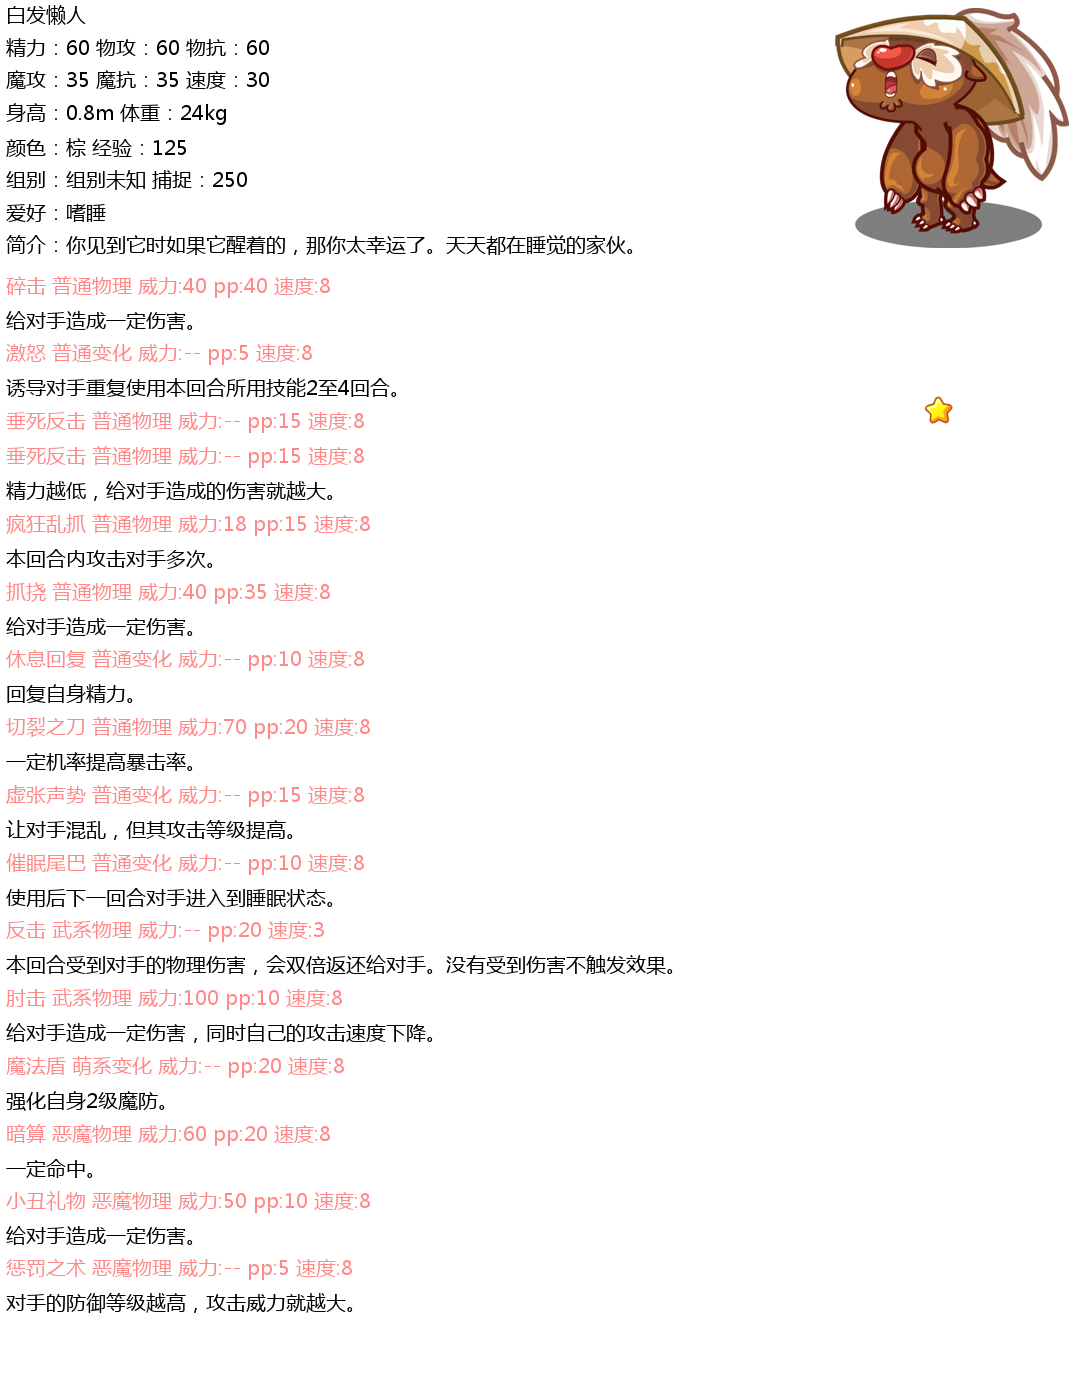 白发懒人
精力：60 物攻：60 物抗：60
魔攻：35 魔抗：35 速度：30
身高：0.8m 体重：24kg
颜色：棕 经验：125
组别：组别未知 捕捉：250
爱好：嗜睡
简介：你见到它时如果它醒着的，那你太幸运了。天天都在睡觉的家伙。
碎击 普通物理 威力:40 pp:40 速度:8
给对手造成一定伤害。
激怒 普通变化 威力:-- pp:5 速度:8
诱导对手重复使用本回合所用技能2至4回合。
垂死反击 普通物理 威力:-- pp:15 速度:8
垂死反击 普通物理 威力:-- pp:15 速度:8
精力越低，给对手造成的伤害就越大。
疯狂乱抓 普通物理 威力:18 pp:15 速度:8
本回合内攻击对手多次。
抓挠 普通物理 威力:40 pp:35 速度:8
给对手造成一定伤害。
休息回复 普通变化 威力:-- pp:10 速度:8
回复自身精力。
切裂之刀 普通物理 威力:70 pp:20 速度:8
一定机率提高暴击率。
虚张声势 普通变化 威力:-- pp:15 速度:8
让对手混乱，但其攻击等级提高。
催眠尾巴 普通变化 威力:-- pp:10 速度:8
使用后下一回合对手进入到睡眠状态。
反击 武系物理 威力:-- pp:20 速度:3
本回合受到对手的物理伤害，会双倍返还给对手。没有受到伤害不触发效果。
肘击 武系物理 威力:100 pp:10 速度:8
给对手造成一定伤害，同时自己的攻击速度下降。
魔法盾 萌系变化 威力:-- pp:20 速度:8
强化自身2级魔防。
暗算 恶魔物理 威力:60 pp:20 速度:8
一定命中。
小丑礼物 恶魔物理 威力:50 pp:10 速度:8
给对手造成一定伤害。
惩罚之术 恶魔物理 威力:-- pp:5 速度:8
对手的防御等级越高，攻击威力就越大。